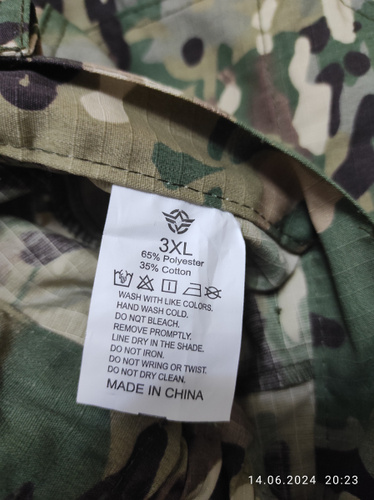 3XL
65% Polyester
35% Cotton
WASH WITH LIKE COLORS.
HAND WASH COLD.
DO NOT BLEACH.
REMOVE PROMPTLY.
LINE DRY IN THE SHADE.
DO NOT IRON.
DO NOT WRING OR TWIST.
DO NOT DRY CLEAN.
MADE IN CHINA
14.06.2024 20:23